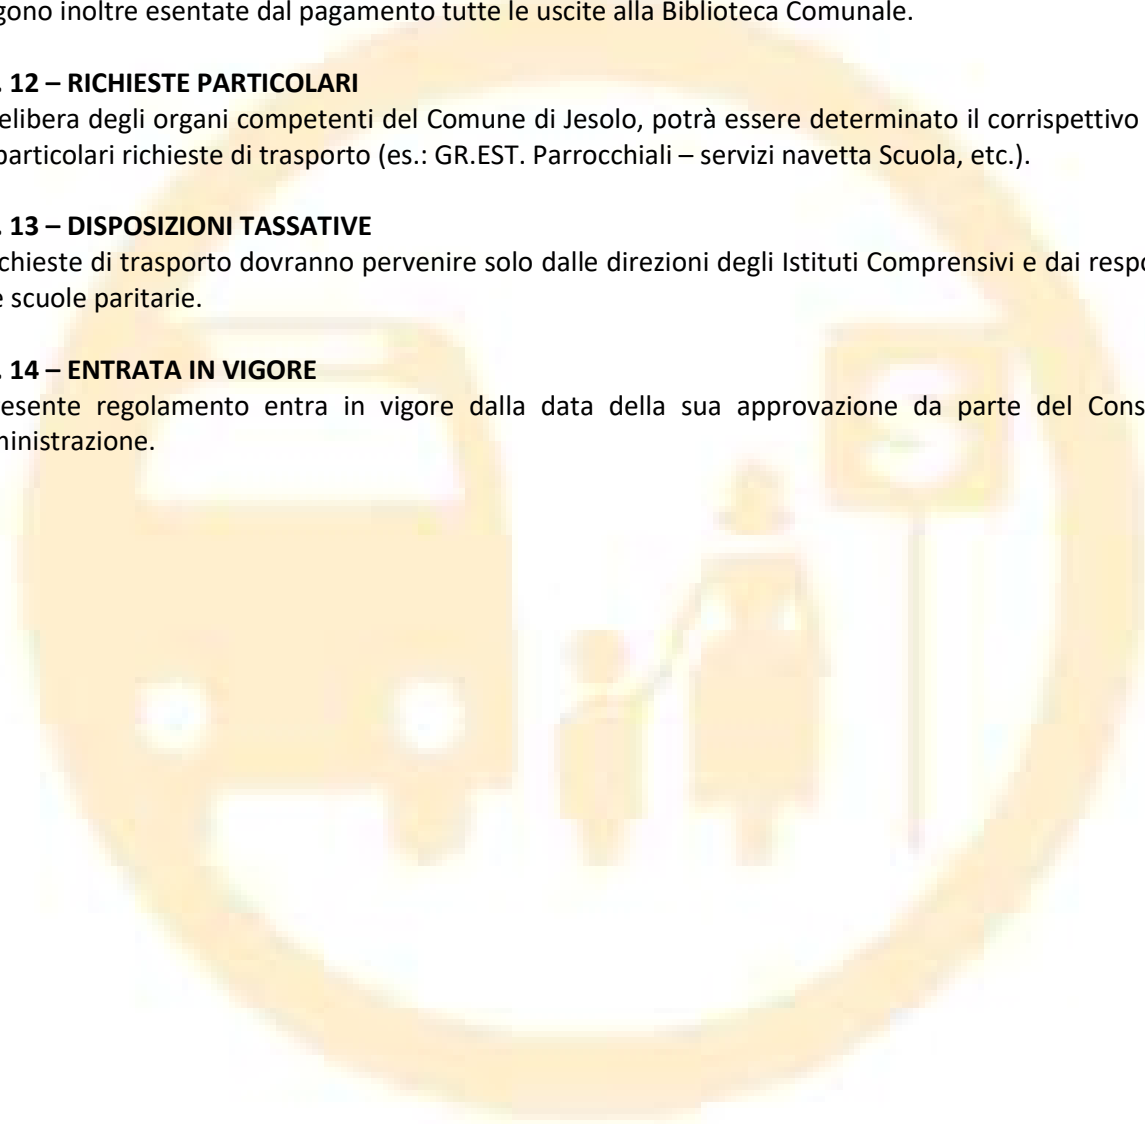 gono inoltre esentate dal pagamento tutte le uscite alla Biblioteca Comunale.
. 12 – RICHIESTE PARTICOLARI
elibera degli organi competenti del Comune di Jesolo, potrà essere determinato il corrispettivo
particolari richieste di trasporto (es.: GR.EST. Parrocchiali – servizi navetta Scuola, etc.).
. 13 – DISPOSIZIONI TASSATIVE
chieste di trasporto dovranno pervenire solo dalle direzioni degli Istituti Comprensivi e dai respo
e scuole paritarie.
. 14 – ENTRATA IN VIGORE
esente regolamento entra in vigore dalla data della sua approvazione da parte del Cons
ministrazione.